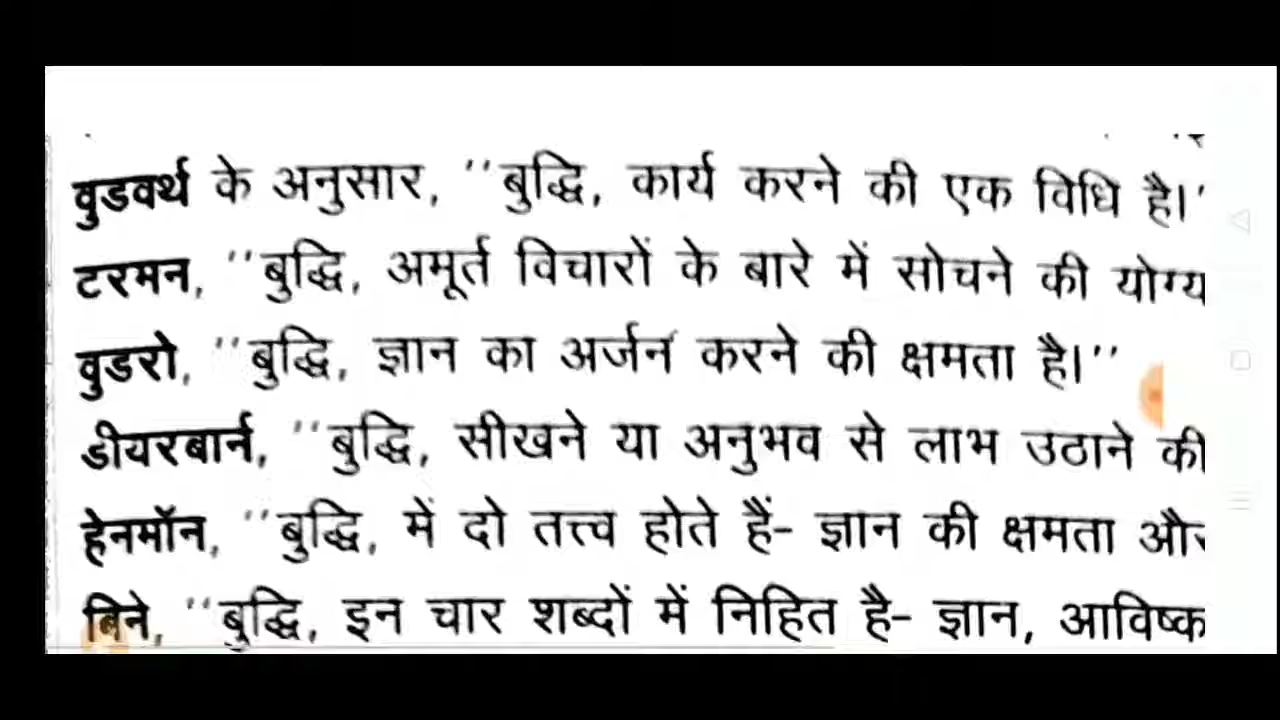 वुडवर्थ के अनुसार, ''बुद्धि, कार्य करने की एक विधि है।'
टरमन, ''बुद्धि, अमूर्त विचारों के बारे में सोचने की योग्य
वुडरो, ''बुद्धि, ज्ञान का अर्जन करने की क्षमता है।''
डीयरबार्न, ''बुद्धि, सीखने या अनुभव से लाभ उठाने की
हेनमॉन, ''बुद्धि, में दो तत्त्व होते हैं- ज्ञान की क्षमता और
बिने, ''बुद्धि, इन चार शब्दों में निहित है- ज्ञान, आविष्क